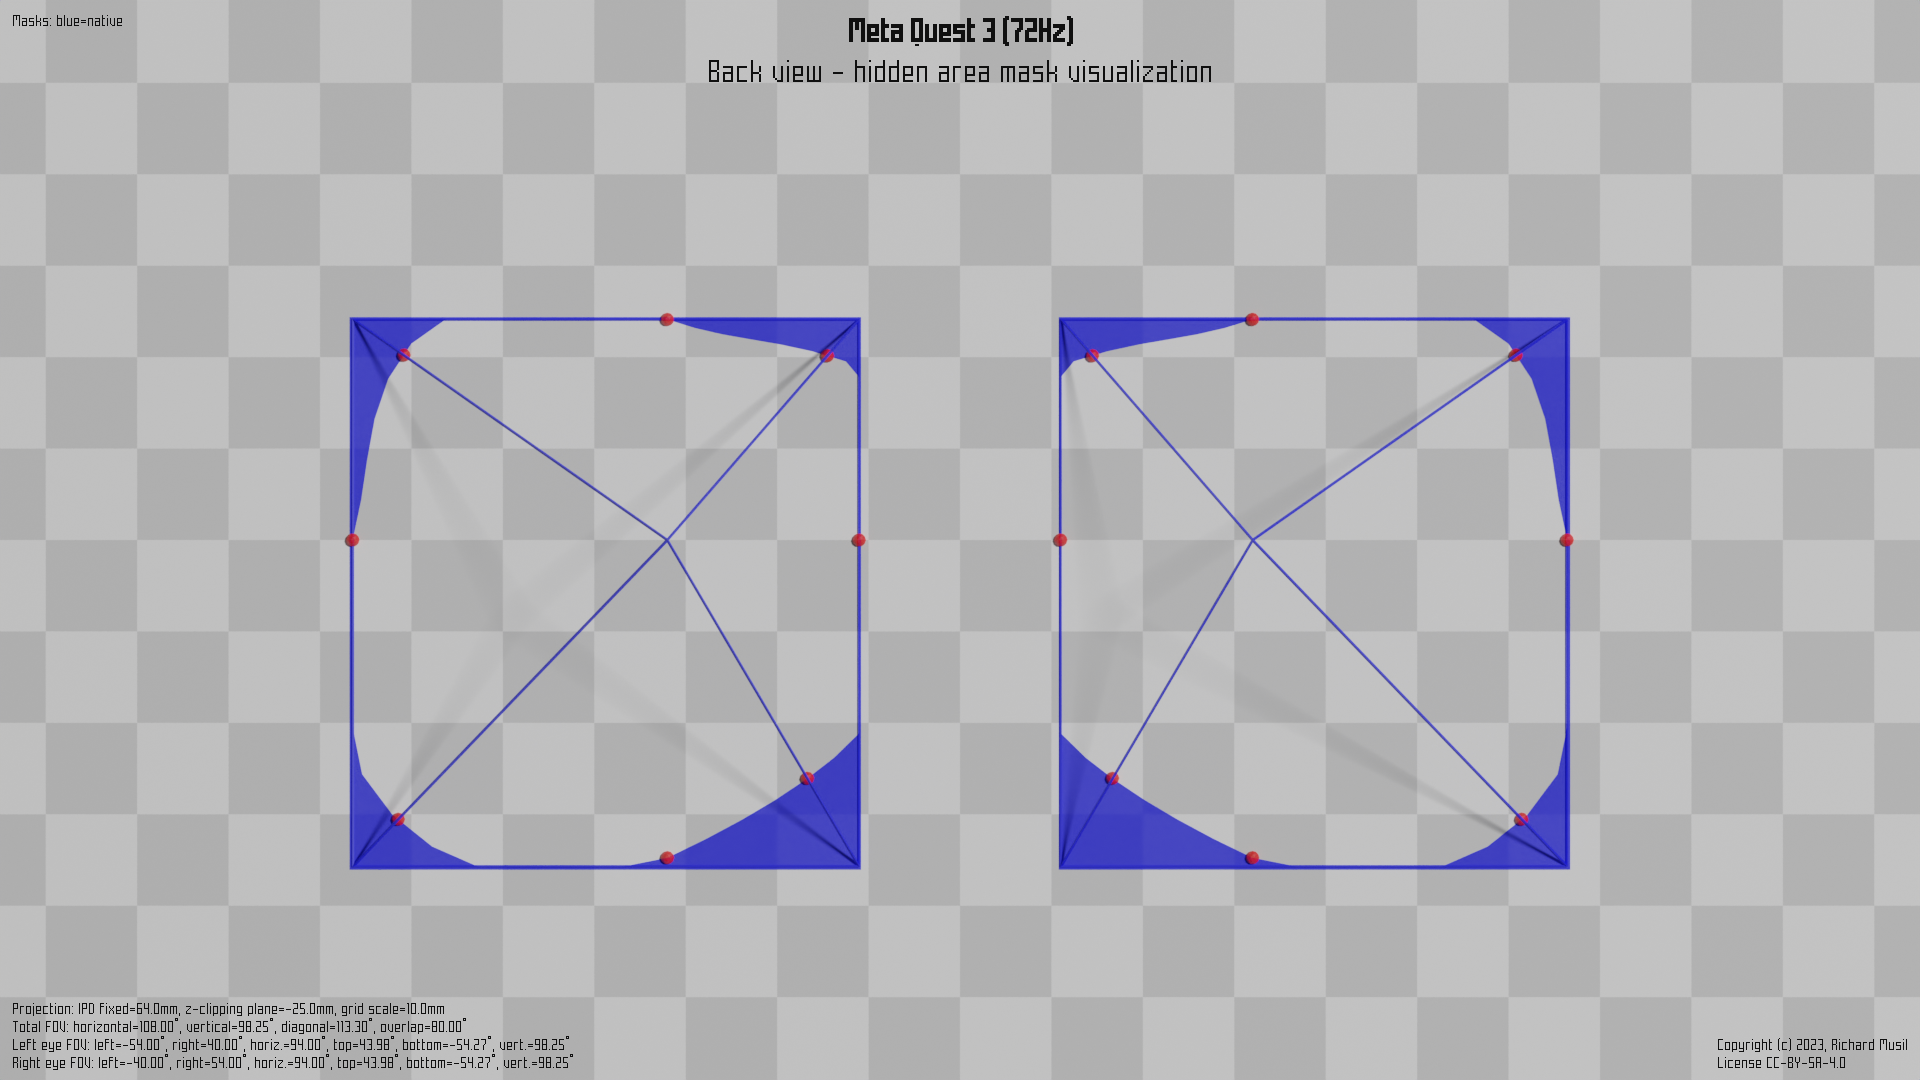 Masks: blue=native
Meta Quest 3 (72Hz)
Back view - hidden area mask visualization
Projection: IPD fixed=64.0mm, z-clipping plane=-25.0mm, grid scale=10.0mm
Total FOV: horizontal=108.00°, vertical=98.25°, diagonal=113.30°, overlap=80.00°
Left eye FOV: left=-54.00°, right=40.00°, horiz.=94.00°, top=43.98°, bottom=-54.27°, vert.=98.25°
Right eye FOV: left=-40.00°, right=54.00°, horiz.=94.00°, top=43.98°, bottom=-54.27°, vert.=98.25°
Copyright (c) 2023, Richard Musil
License CC-BY-SA-4.0